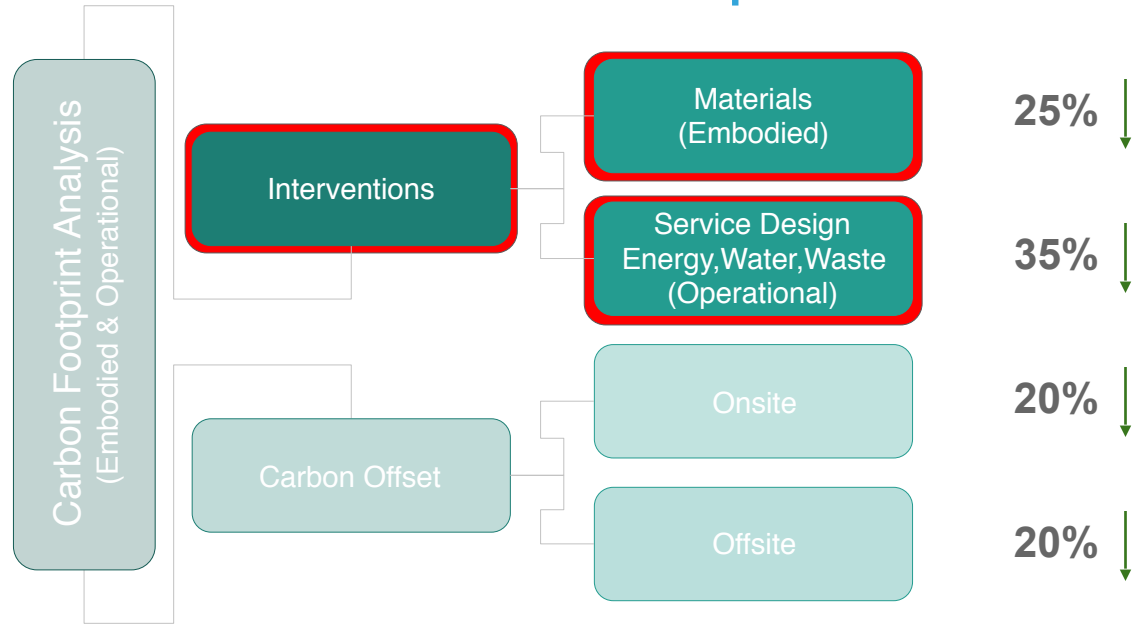 Carbon Footprint Analysis
(Embodied & Operational)
Interventions
Materials
(Embodied)
25%
Service Design
Energy,Water,Waste
(Operational)
35%
Carbon Offset
Onsite
20%
Offsite
20%